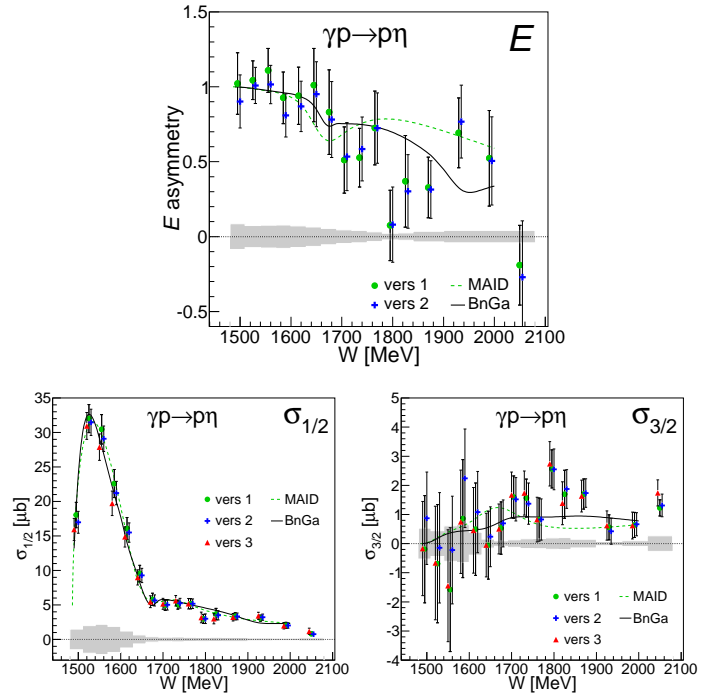 γp→pη
E
E asymmetry
1
0.5
0
-0.5
vers 1
vers 2
MAID
BnGa
1500 1600 1700 1800 1900 2000 2100
W [MeV]
γp→pη
σ1/2
σ1/2 [μb]
35
30
25
20
15
10
5
0
vers 1
vers 2
vers 3
MAID
BnGa
1500 1600 1700 1800 1900 2000 2100
W [MeV]
γp→pη
σ3/2
σ3/2 [μb]
5
4
3
2
1
0
-1
-2
-3
-4
vers 1
vers 2
vers 3
MAID
BnGa
1500 1600 1700 1800 1900 2000 2100
W [MeV]